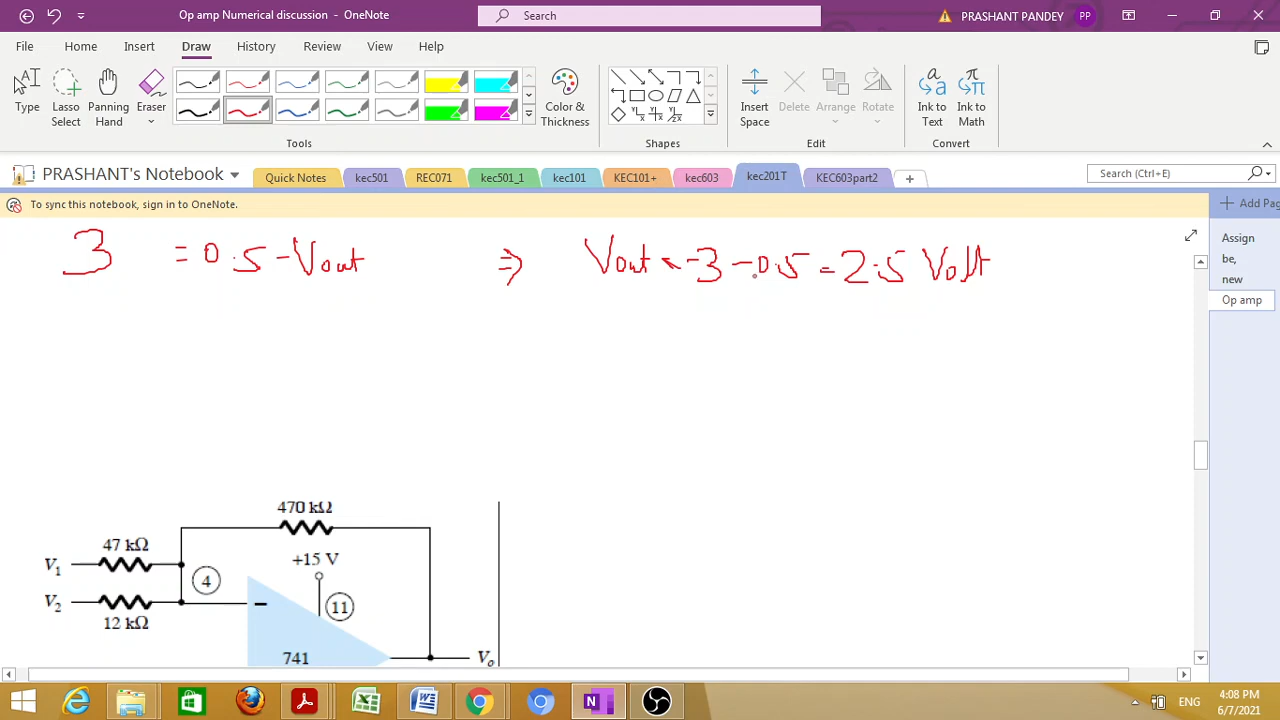 Op amp Numerical discussion - OneNote
Search
PRASHANT PANDEY PP
File Home Insert Draw History Review View Help
Type Lasso Select Panning Hand Eraser Color & Thickness Insert Space Delete Arrange Rotate Ink to Text Ink to Math
Tools Shapes Edit Convert
PRASHANT's Notebook Quick Notes kec501 REC071 kec501_1 kec101 KEC101+ kec603 kec201T KEC603part2 Search (Ctrl+E)
To sync this notebook, sign in to OneNote.
Add Pag
Assign
be,
new
Op amp
3 = 0.5 - Vout ⇒ Vout = -3 - 0.5 = 2.5 Volt
470 kΩ
47 kΩ
+15 V
V1
4
V2
11
12 kΩ
741
Vo
ENG
4:08 PM
6/7/2021